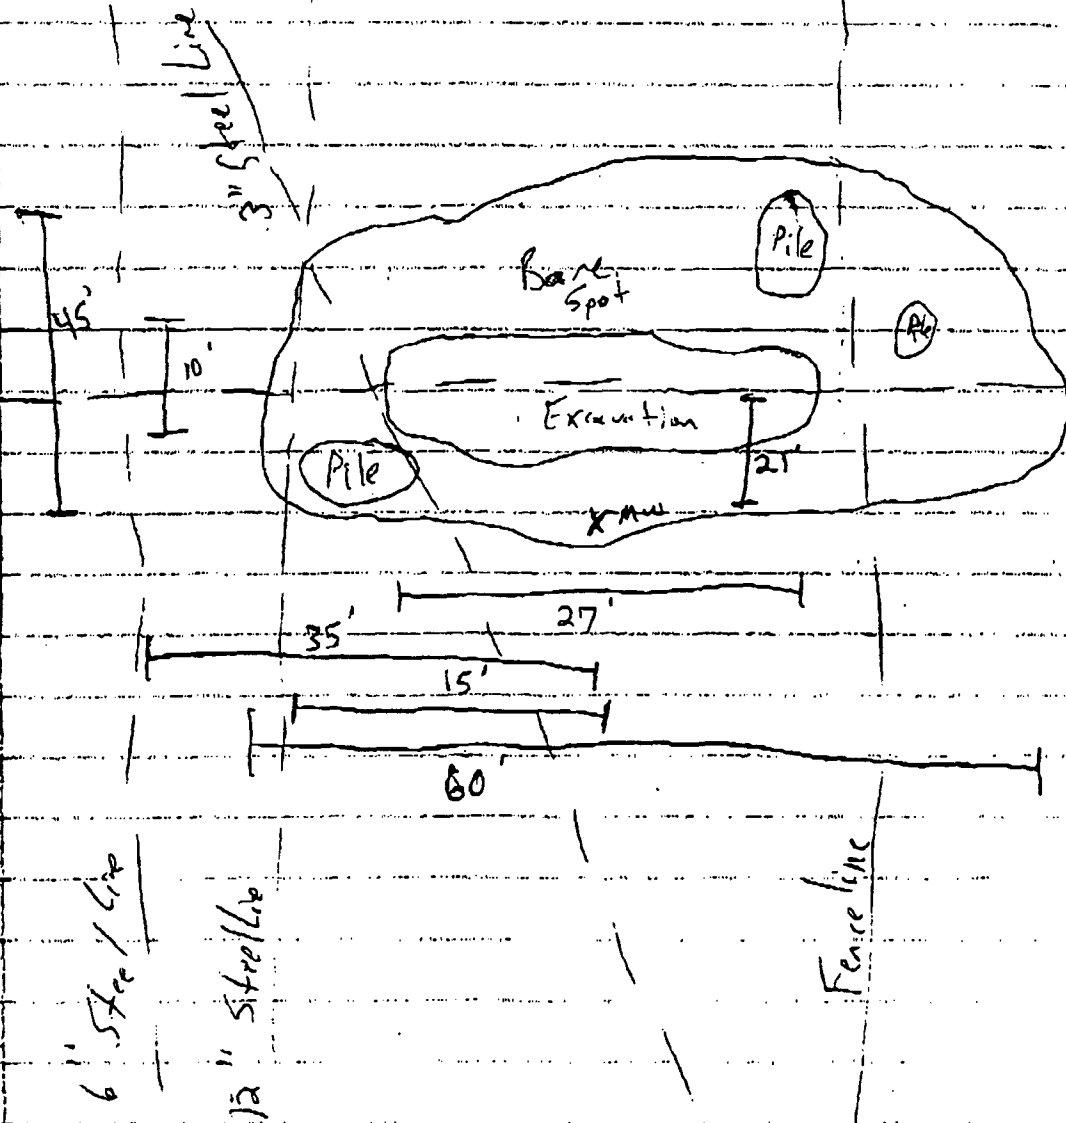 3" Steel Line
45'
10'
Bare
Spot
Pile
Pile
Excavation
Pile
X MW
27'
35'
15'
60'
6" Steel Line
12" Steel Line
Fence line